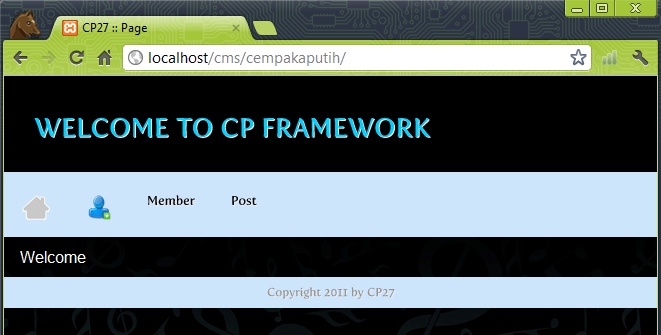 CP27 :: Page
localhost/cms/cempakaputih/
WELCOME TO CP FRAMEWORK
Member Post
Welcome
Copyright 2011 by CP27